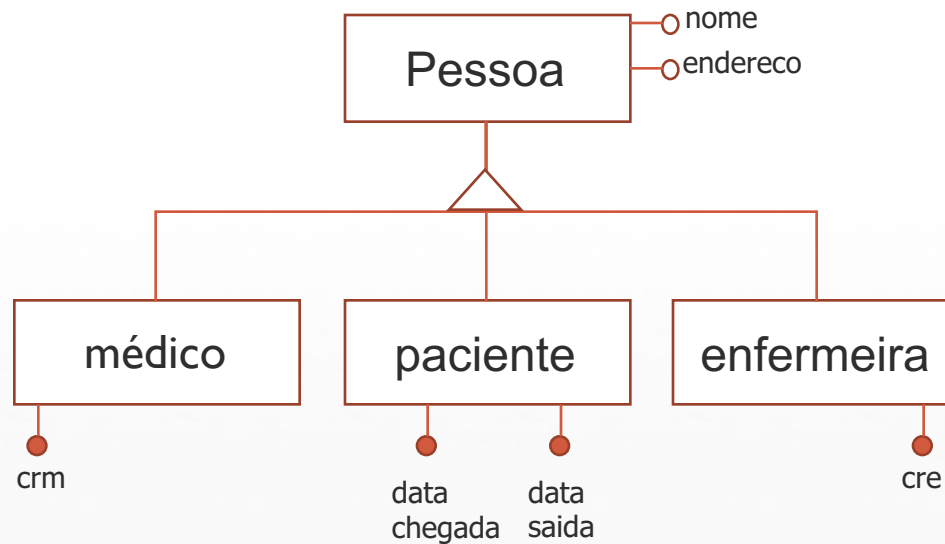 nome
Pessoa
endereco
médico
paciente
enfermeira
crm
data
chegada
data
saida
cre